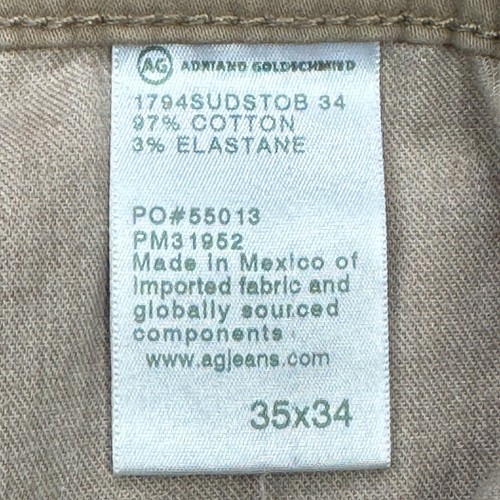 AG ADRIANO GOLDSCHMIED
1794SUDSTOB 34
97% COTTON
3% ELASTANE
PO#55013
PM31952
Made In Mexico of
Imported fabric and
globally sourced
components
www.agjeans.com
35x34